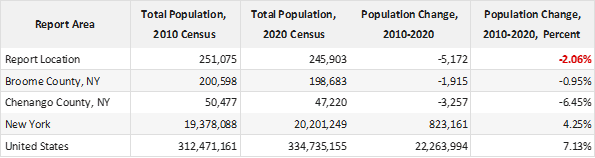 Report Area Total Population, 2010 Census Total Population, 2020 Census Population Change, 2010-2020 Population Change, 2010-2020, Percent
Report Location 251,075 245,903 -5,172 -2.06%
Broome County, NY 200,598 198,683 -1,915 -0.95%
Chenango County, NY 50,477 47,220 -3,257 -6.45%
New York 19,378,088 20,201,249 823,161 4.25%
United States 312,471,161 334,735,155 22,263,994 7.13%